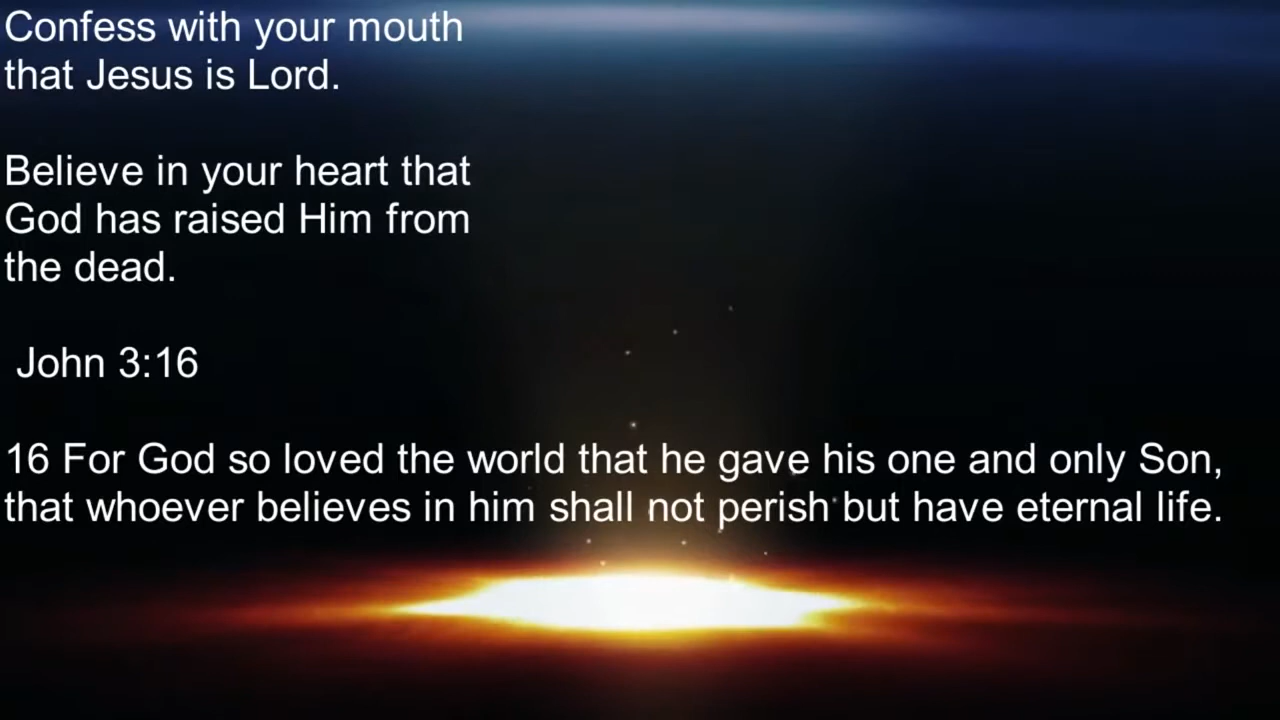 Confess with your mouth
that Jesus is Lord.
Believe in your heart that
God has raised Him from
the dead.
John 3:16
16 For God so loved the world that he gave his one and only Son,
that whoever believes in him shall not perish but have eternal life.